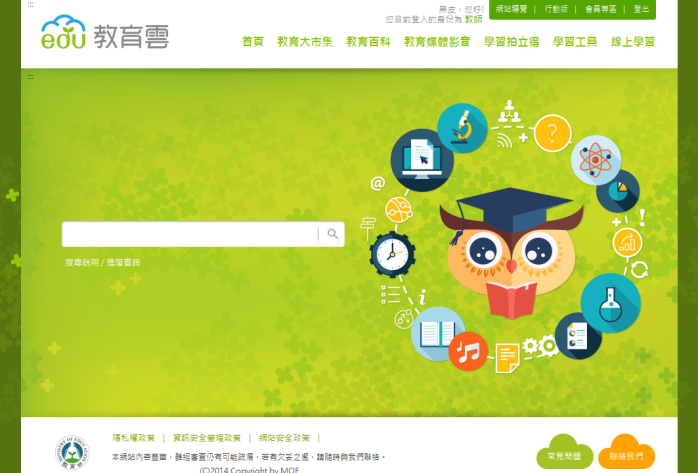 黑皮，您好!
您目前登入的身份為 教師
網站導覽 | 行動版 | 會員專區 | 登出
edu 教育雲
首頁 教育大市集 教育百科 教育媒體影音 學習拍立得 學習工具 線上學習
搜尋說明 / 進階查詢
隱私權政策 | 資訊安全管理政策 | 網站安全政策 |
本網站內容豐富，雖經審查仍有可能疏漏，若有欠妥之處，請隨時與我們聯絡。
(C)2014 Copyright by MOE
常見問題
聯絡我們